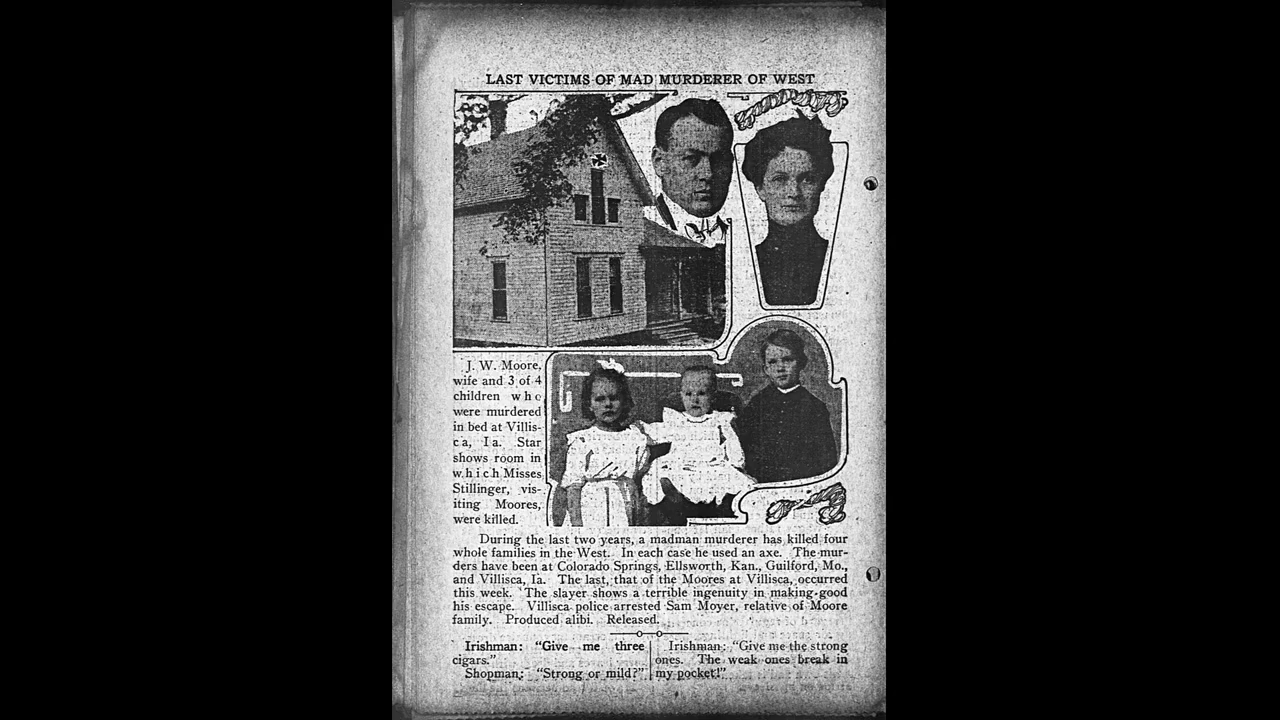 LAST VICTIMS OF MAD MURDERER OF WEST
J. W. Moore,
wife and 3 of 4
children who
were murdered
in bed at Villis-
ca, Ia. Star
shows room in
which Misses
Stillinger, vis-
iting Moores,
were killed.
During the last two years, a madman murderer has killed four
whole families in the West. In each case he used an axe. The mur-
ders have been at Colorado Springs, Ellsworth, Kan., Guilford, Mo.,
and Villisca, Ia. The last, that of the Moores at Villisca, occurred
this week. The slayer shows a terrible ingenuity in making good
his escape. Villisca police arrested Sam Moyer, relative of Moore
family. Produced alibi. Released.
Irishman: "Give me three
cigars."
Shopman: "Strong or mild?"
Irishman: "Give me the strong
ones. The weak ones break in
my pocket!"